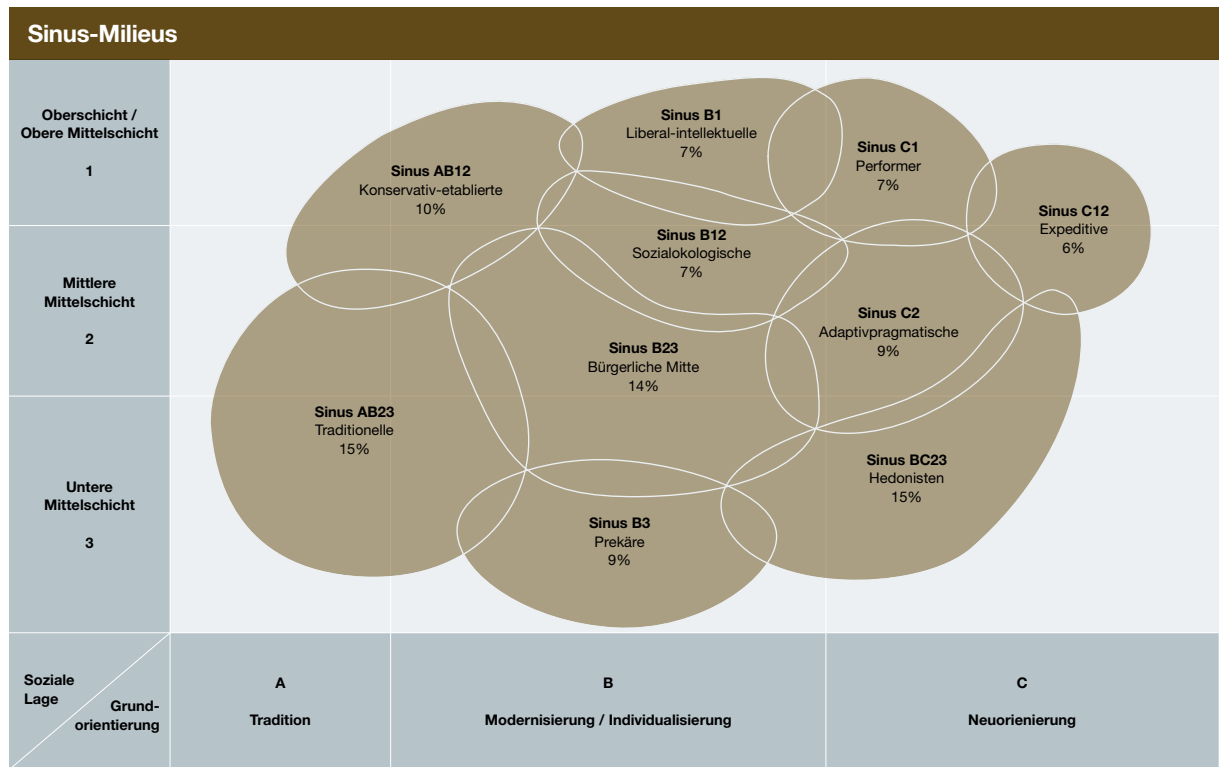 Sinus-Milieus
Oberschicht /
Obere Mittelschicht
1
Mittlere
Mittelschicht
2
Untere
Mittelschicht
3
Sinus AB12
Konservativ-etablierte
10%
Sinus B1
Liberal-intellektuelle
7%
Sinus C1
Performer
7%
Sinus C12
Expeditive
6%
Sinus B12
Sozialokologische
7%
Sinus C2
Adaptivpragmatische
9%
Sinus B23
Bürgerliche Mitte
14%
Sinus AB23
Traditionelle
15%
Sinus BC23
Hedonisten
15%
Sinus B3
Prekäre
9%
Soziale
Lage
Grund-
orientierung
A
Tradition
B
Modernisierung / Individualisierung
C
Neuorienierung